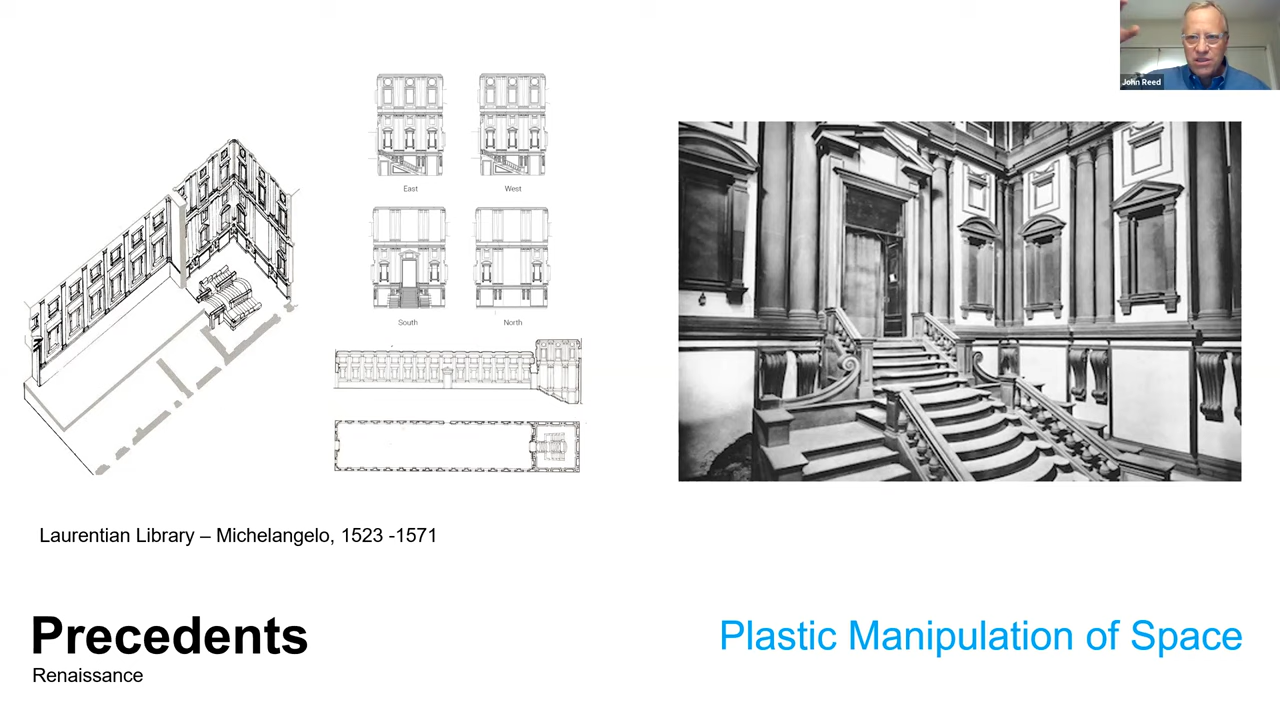 John Reed
East
West
South
North
Laurentian Library – Michelangelo, 1523 -1571
Precedents
Plastic Manipulation of Space
Renaissance